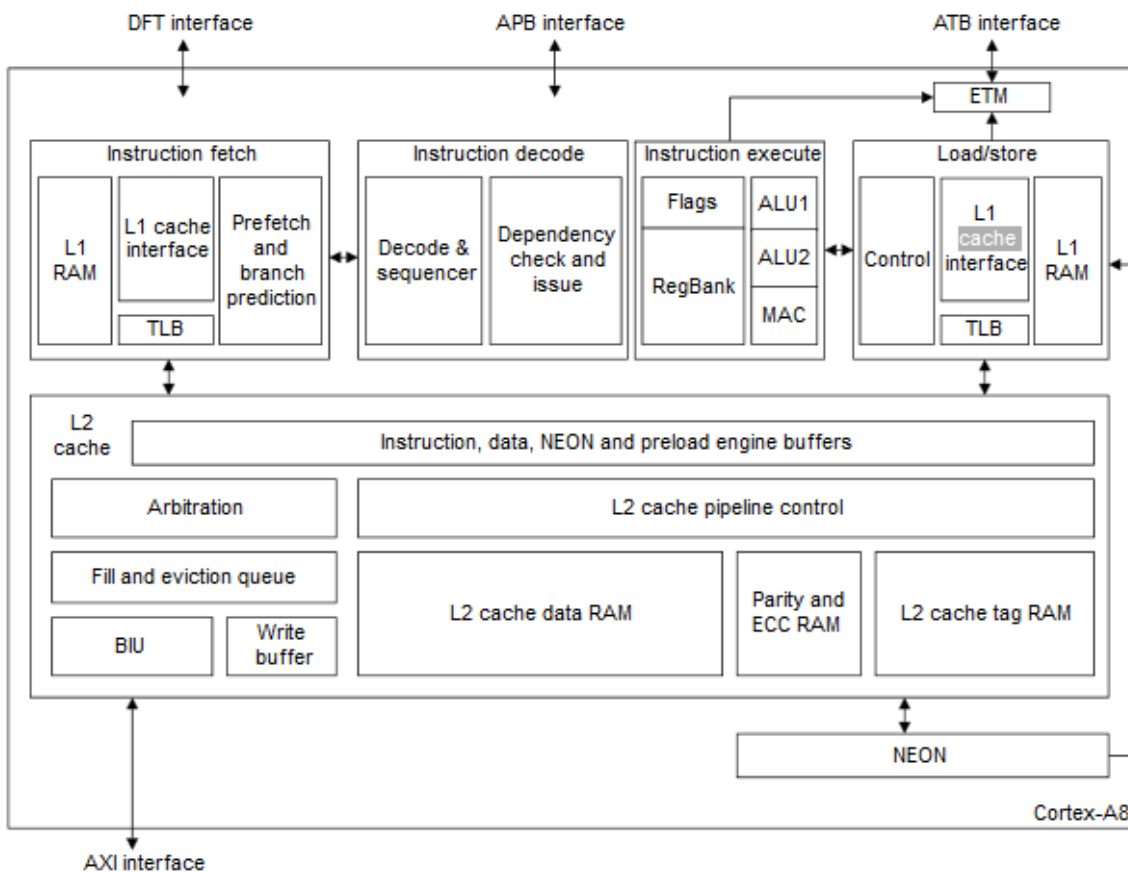 DFT interface
APB interface
ATB interface
ETM
Instruction fetch
L1
RAM
L1 cache
interface
TLB
Prefetch
and
branch
prediction
Instruction decode
Decode &
sequencer
Dependency
check and
issue
Instruction execute
Flags
RegBank
ALU1
ALU2
MAC
Load/store
Control
L1
cache
interface
TLB
L1
RAM
L2
cache
Instruction, data, NEON and preload engine buffers
Arbitration
L2 cache pipeline control
Fill and eviction queue
BIU
Write
buffer
L2 cache data RAM
Parity and
ECC RAM
L2 cache tag RAM
NEON
Cortex-A8
AXI interface